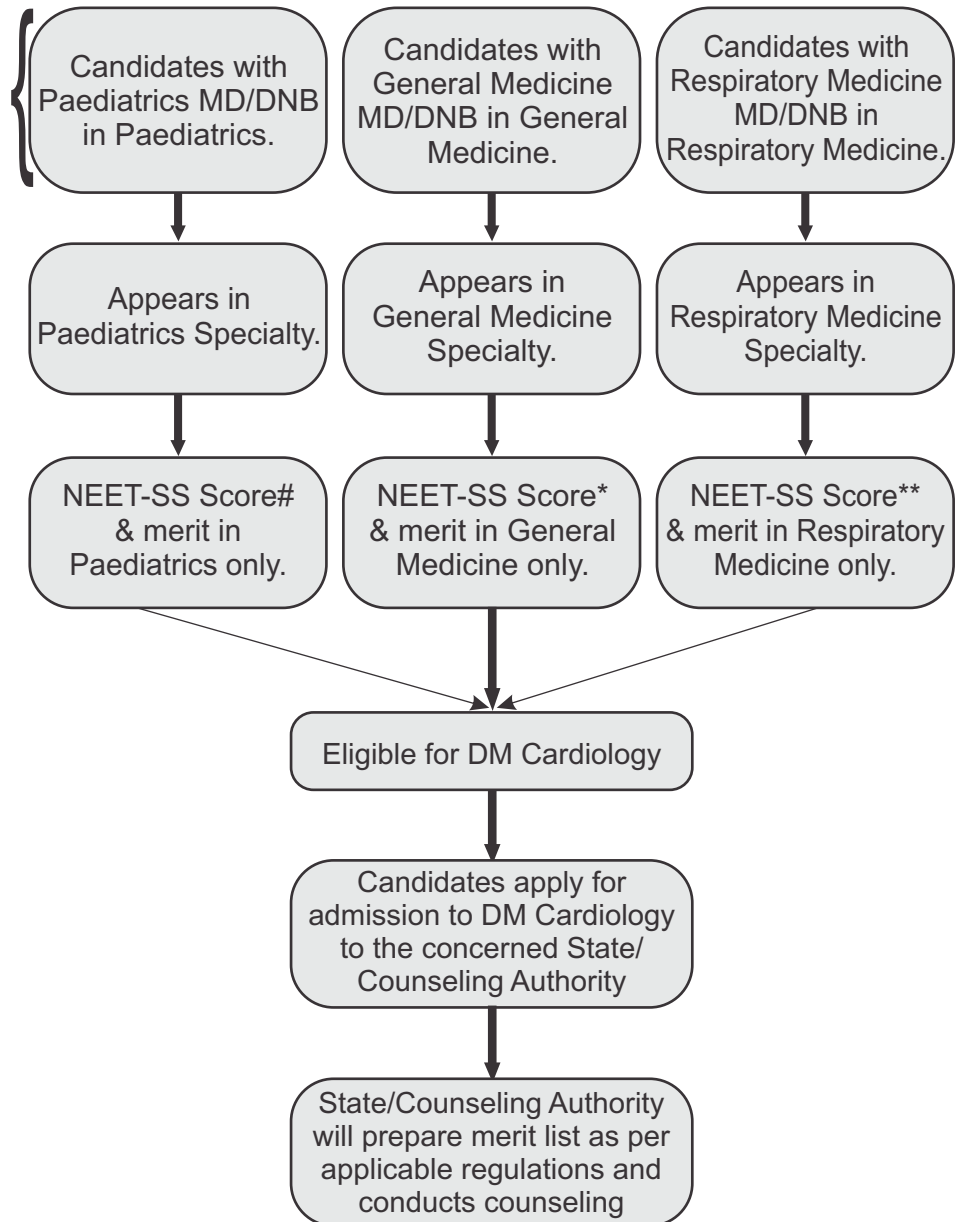 Candidates with
Paediatrics MD/DNB
in Paediatrics.
Candidates with
General Medicine
MD/DNB in General
Medicine.
Candidates with
Respiratory Medicine
MD/DNB in
Respiratory Medicine.
Appears in
Paediatrics Specialty.
Appears in
General Medicine
Specialty.
Appears in
Respiratory Medicine
Specialty.
NEET-SS Score#
& merit in
Paediatrics only.
NEET-SS Score*
& merit in General
Medicine only.
NEET-SS Score**
& merit in Respiratory
Medicine only.
Eligible for DM Cardiology
Candidates apply for
admission to DM Cardiology
to the concerned State/
Counseling Authority
State/Counseling Authority
will prepare merit list as per
applicable regulations and
conducts counseling